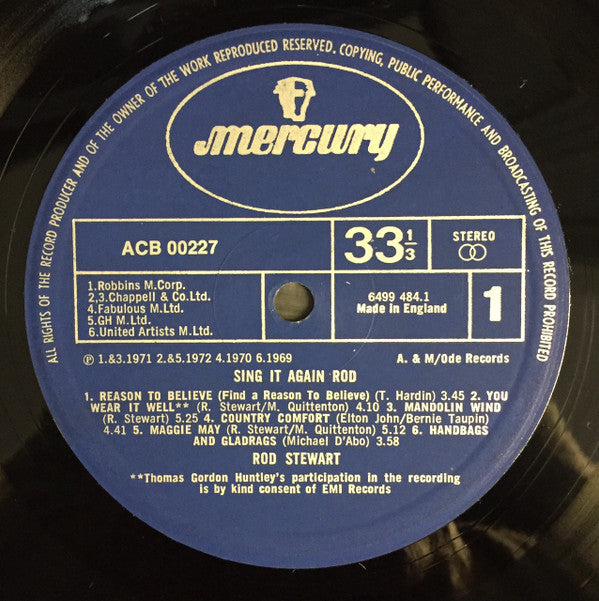 ALL RIGHTS OF THE RECORD PRODUCER AND OF THE OWNER OF THE WORK REPRODUCED RESERVED. COPYING, PUBLIC PERFORMANCE AND BROADCASTING OF THIS RECORD PROHIBITED
mercury
ACB 00227
33 1/3
STEREO
1.Robbins M.Corp.
2,3.Chappell & Co.Ltd.
4.Fabulous M.Ltd.
5.GH M.Ltd.
6.United Artists M.Ltd.
6499 484.1
Made in England
1
℗ 1.&3.1971 2.&5.1972 4.1970 6.1969
A. & M/Ode Records
SING IT AGAIN ROD
1. REASON TO BELIEVE (Find a Reason To Believe) (T. Hardin) 3.45 2. YOU
WEAR IT WELL** (R. Stewart/M. Quittenton) 4.10 3. MANDOLIN WIND
(R. Stewart) 5.25 4. COUNTRY COMFORT (Elton John/Bernie Taupin)
4.41 5. MAGGIE MAY (R. Stewart/M. Quittenton) 5.12 6. HANDBAGS
AND GLADRAGS (Michael D'Abo) 3.58
ROD STEWART
**Thomas Gordon Huntley's participation in the recording
is by kind consent of EMI Records